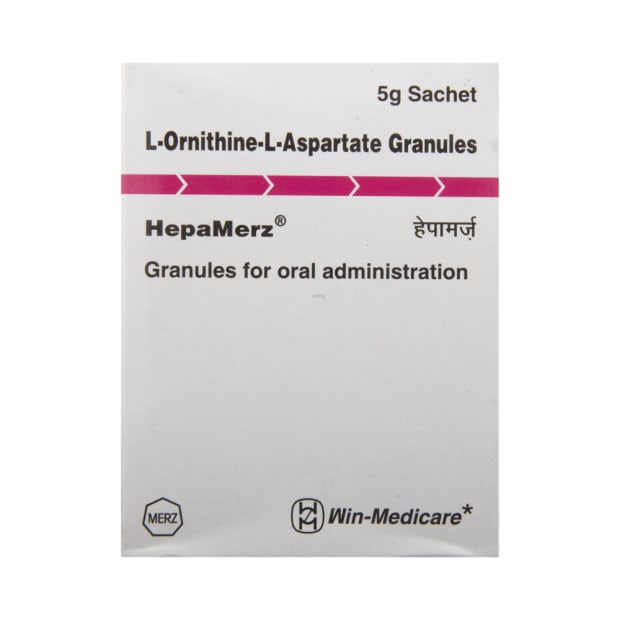 5g Sachet
L-Ornithine-L-Aspartate Granules
HepaMerz® हेपामर्ज़
Granules for oral administration
MERZ Win-Medicare*